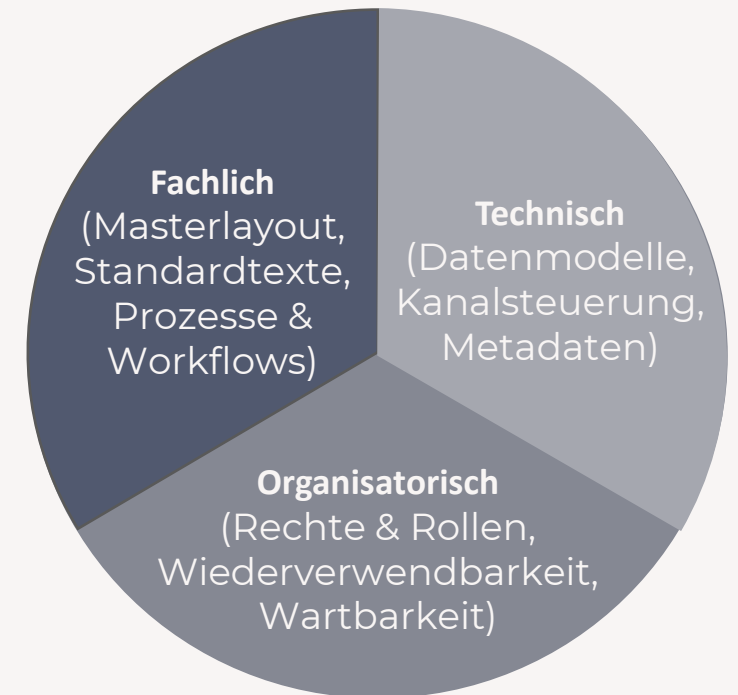 Fachlich
(Masterlayout,
Standardtexte,
Prozesse &
Workflows)
Technisch
(Datenmodelle,
Kanalsteuerung,
Metadaten)
Organisatorisch
(Rechte & Rollen,
Wiederverwendbarkeit,
Wartbarkeit)